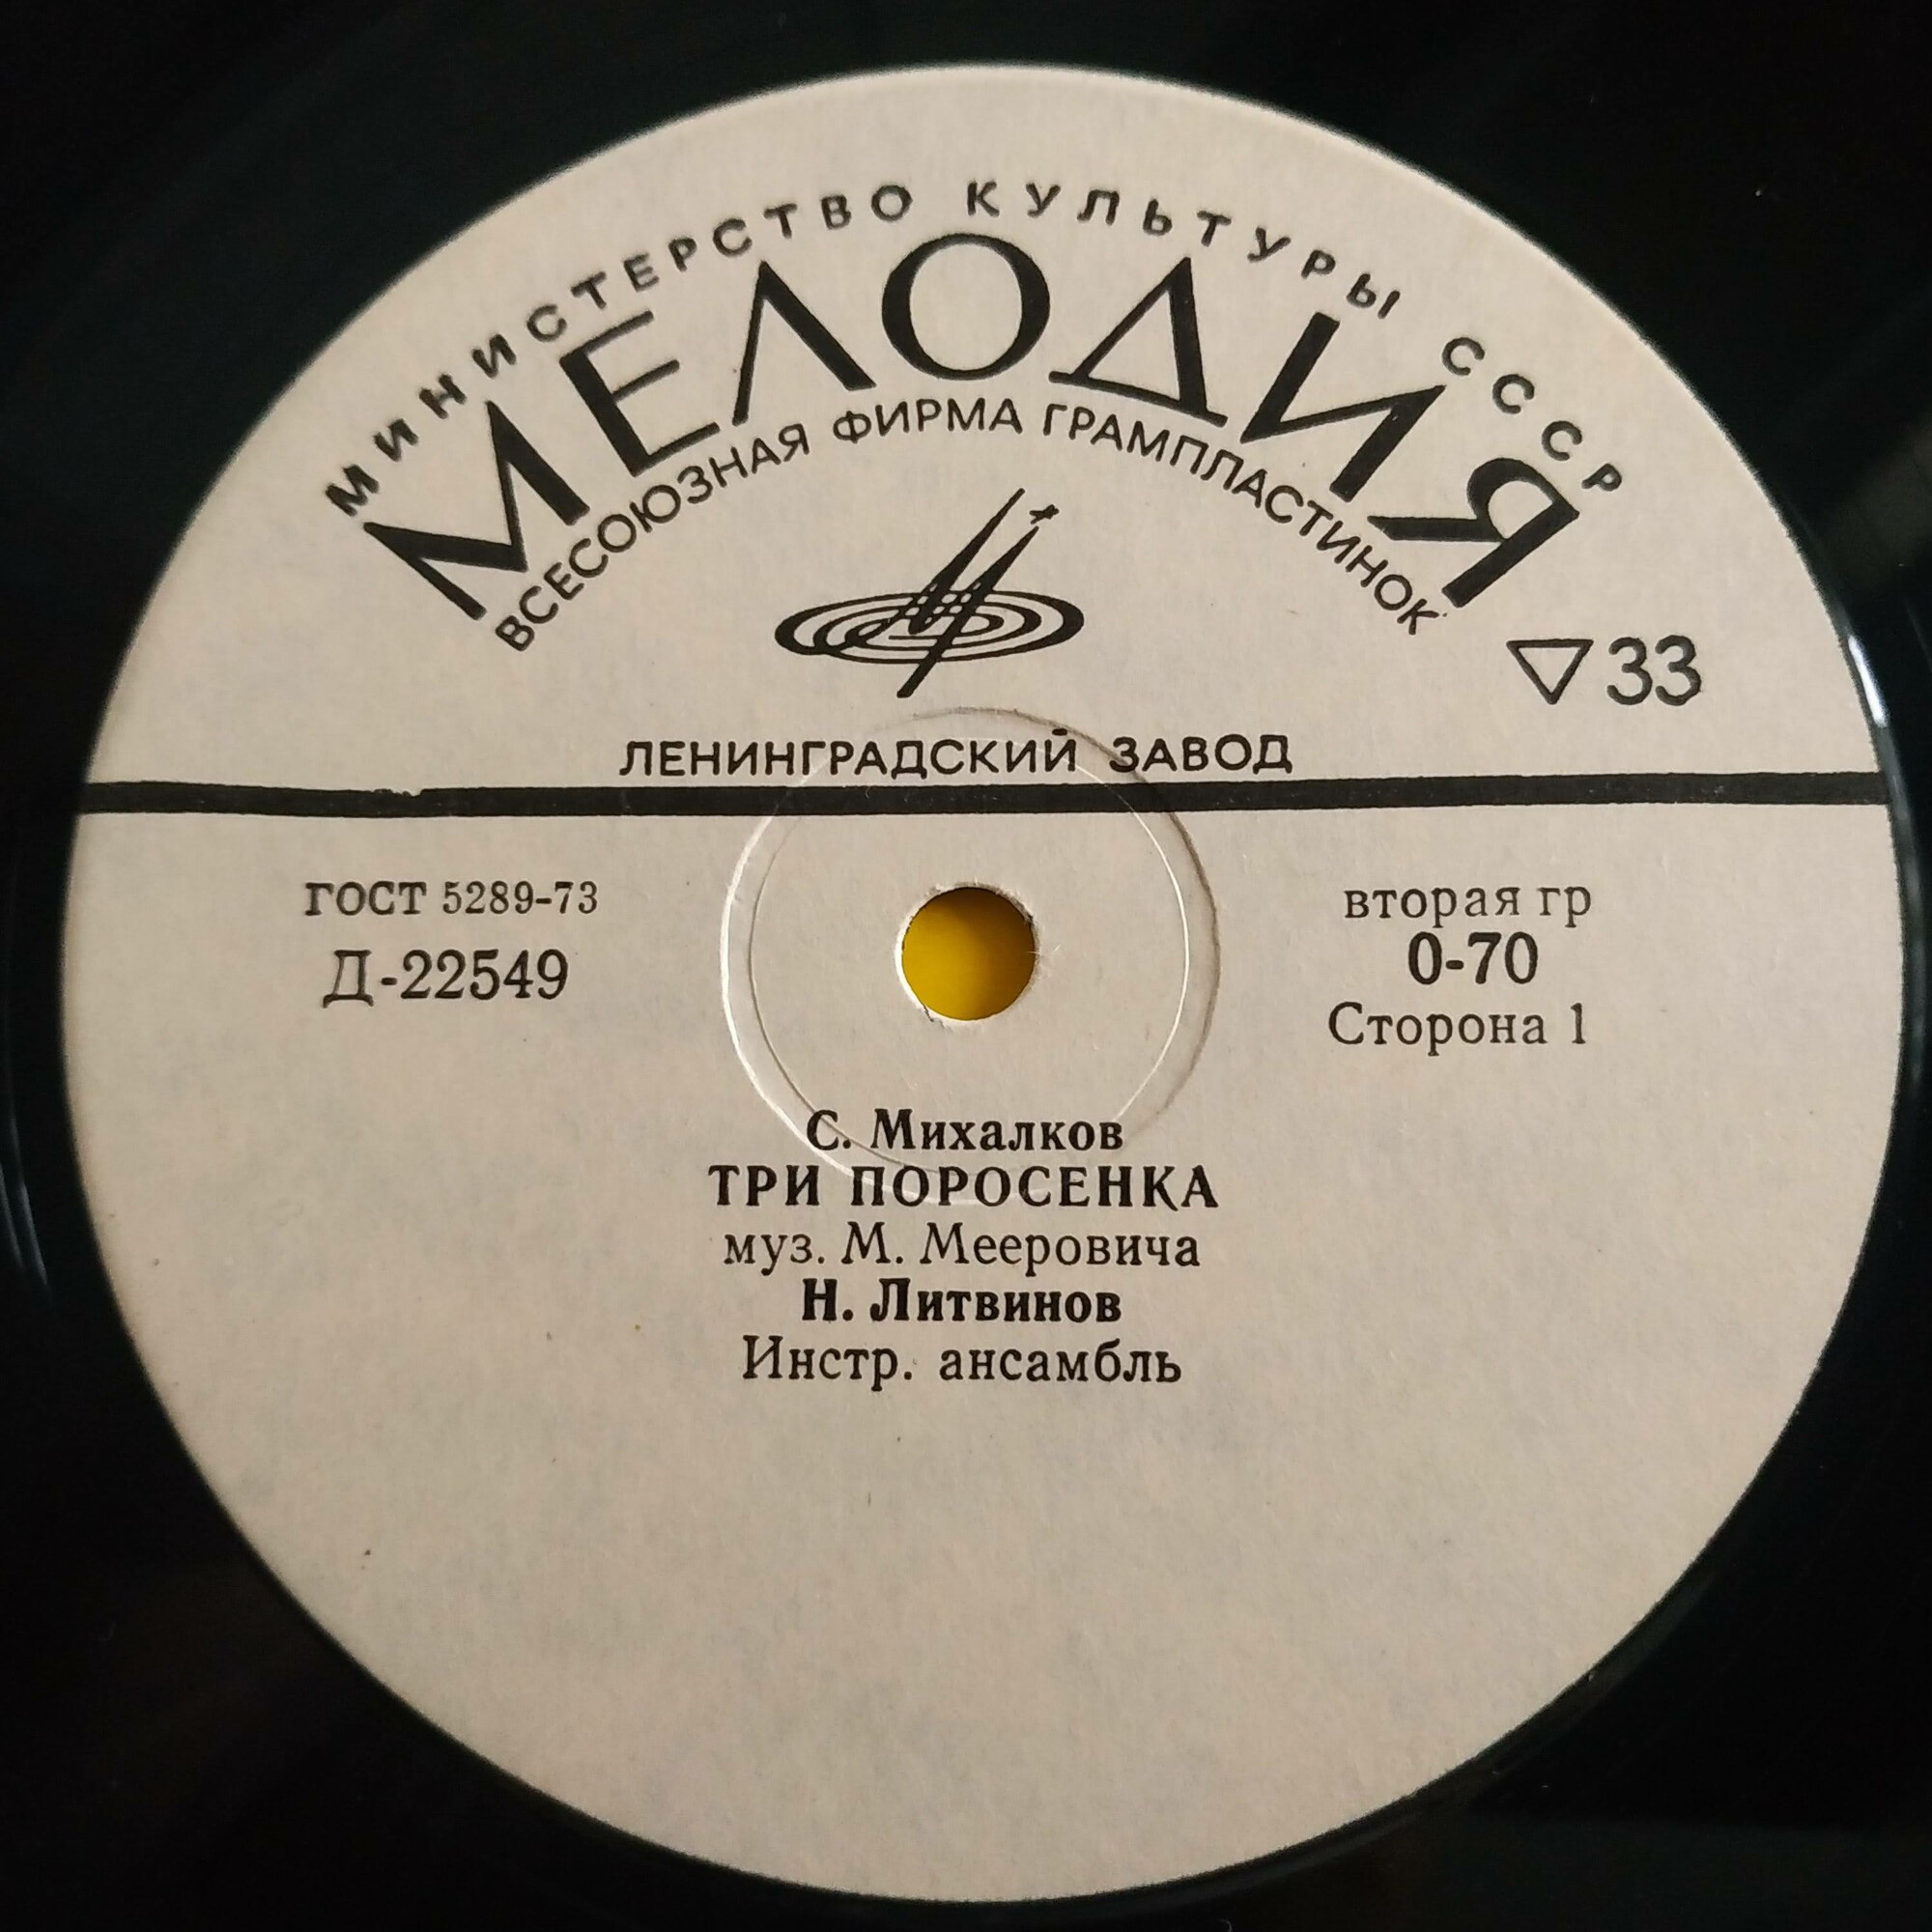 МИНИСТЕРСТВО КУЛЬТУРЫ СССР
МЕЛОДИЯ
ВСЕСОЮЗНАЯ ФИРМА ГРАМПЛАСТИНОК
▽33
ЛЕНИНГРАДСКИЙ ЗАВОД
ГОСТ 5289-73
Д-22549
вторая гр
0-70
Сторона 1
С. Михалков
ТРИ ПОРОСЕНКА
муз. М. Мееровича
Н. Литвинов
Инстр. ансамбль